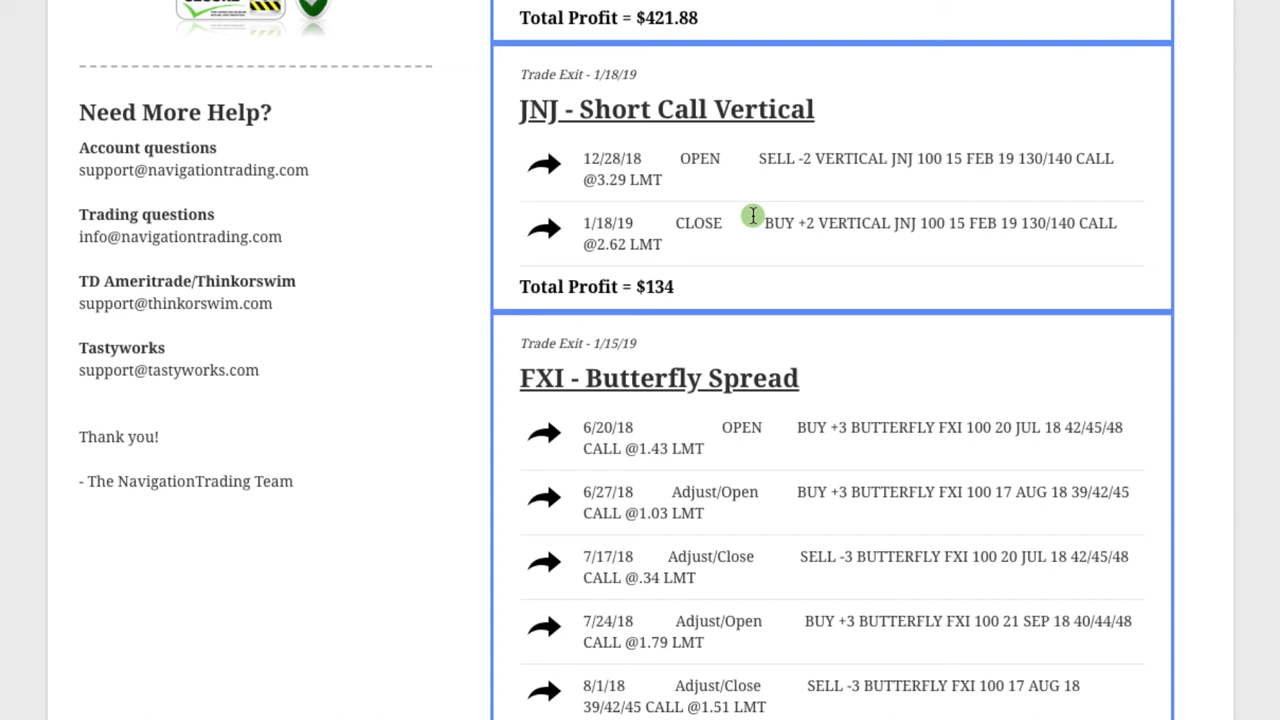 Need More Help?
Account questions
support@navigationtrading.com
Trading questions
info@navigationtrading.com
TD Ameritrade/Thinkorswim
support@thinkorswim.com
Tastyworks
support@tastyworks.com
Thank you!
- The NavigationTrading Team
Total Profit = $421.88
Trade Exit - 1/18/19
JNJ - Short Call Vertical
12/28/18 OPEN SELL -2 VERTICAL JNJ 100 15 FEB 19 130/140 CALL
@3.29 LMT
1/18/19 CLOSE BUY +2 VERTICAL JNJ 100 15 FEB 19 130/140 CALL
@2.62 LMT
Total Profit = $134
Trade Exit - 1/15/19
FXI - Butterfly Spread
6/20/18 OPEN BUY +3 BUTTERFLY FXI 100 20 JUL 18 42/45/48
CALL @1.43 LMT
6/27/18 Adjust/Open BUY +3 BUTTERFLY FXI 100 17 AUG 18 39/42/45
CALL @1.03 LMT
7/17/18 Adjust/Close SELL -3 BUTTERFLY FXI 100 20 JUL 18 42/45/48
CALL @.34 LMT
7/24/18 Adjust/Open BUY +3 BUTTERFLY FXI 100 21 SEP 18 40/44/48
CALL @1.79 LMT
8/1/18 Adjust/Close SELL -3 BUTTERFLY FXI 100 17 AUG 18
39/42/45 CALL @1.51 LMT